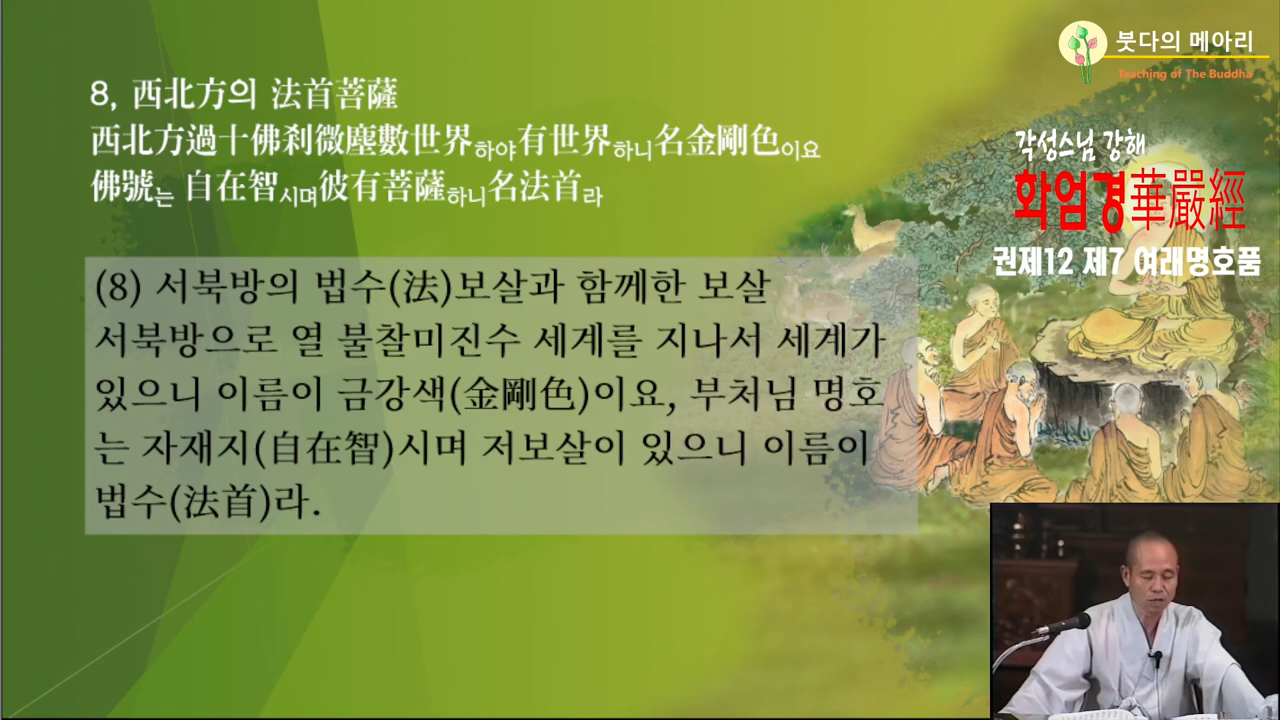 8, 西北方의 法首菩薩
西北方過十佛刹微塵數世界하야有世界하니名金剛色이요
佛號는 自在智시며彼有菩薩하니名法首라
(8) 서북방의 법수(法)보살과 함께한 보살
서북방으로 열 불찰미진수 세계를 지나서 세계가
있으니 이름이 금강색(金剛色)이요, 부처님 명호
는 자재지(自在智)시며 저보살이 있으니 이름이
법수(法首)라.
붓다의 메아리
Teaching of The Buddha
각성스님 강해
화엄경華嚴經
권제12 제7 여래명호품